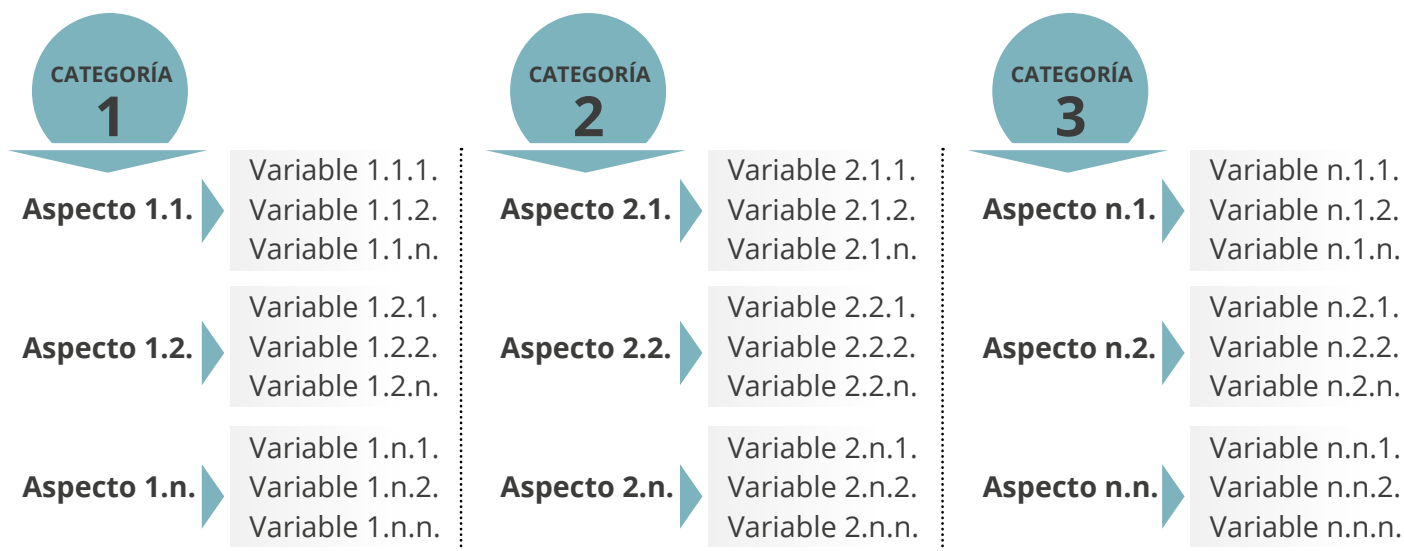 CATEGORÍA
1
Aspecto 1.1.
Variable 1.1.1.
Variable 1.1.2.
Variable 1.1.n.
Aspecto 1.2.
Variable 1.2.1.
Variable 1.2.2.
Variable 1.2.n.
Aspecto 1.n.
Variable 1.n.1.
Variable 1.n.2.
Variable 1.n.n.
CATEGORÍA
2
Aspecto 2.1.
Variable 2.1.1.
Variable 2.1.2.
Variable 2.1.n.
Aspecto 2.2.
Variable 2.2.1.
Variable 2.2.2.
Variable 2.2.n.
Aspecto 2.n.
Variable 2.n.1.
Variable 2.n.2.
Variable 2.n.n.
CATEGORÍA
3
Aspecto n.1.
Variable n.1.1.
Variable n.1.2.
Variable n.1.n.
Aspecto n.2.
Variable n.2.1.
Variable n.2.2.
Variable n.2.n.
Aspecto n.n.
Variable n.n.1.
Variable n.n.2.
Variable n.n.n.